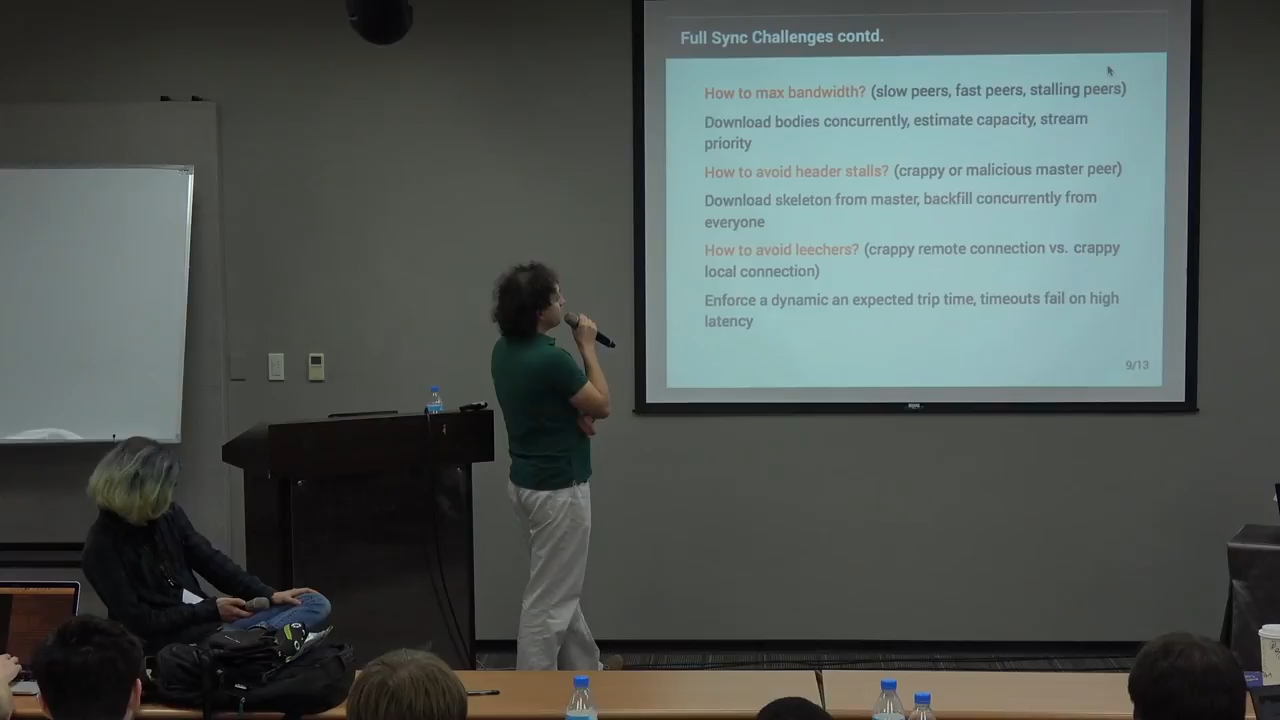 Full Sync Challenges contd.
How to max bandwidth? (slow peers, fast peers, stalling peers)
Download bodies concurrently, estimate capacity, stream
priority
How to avoid header stalls? (crappy or malicious master peer)
Download skeleton from master, backfill concurrently from
everyone
How to avoid leechers? (crappy remote connection vs. crappy
local connection)
Enforce a dynamic an expected trip time, timeouts fail on high
latency
9/13